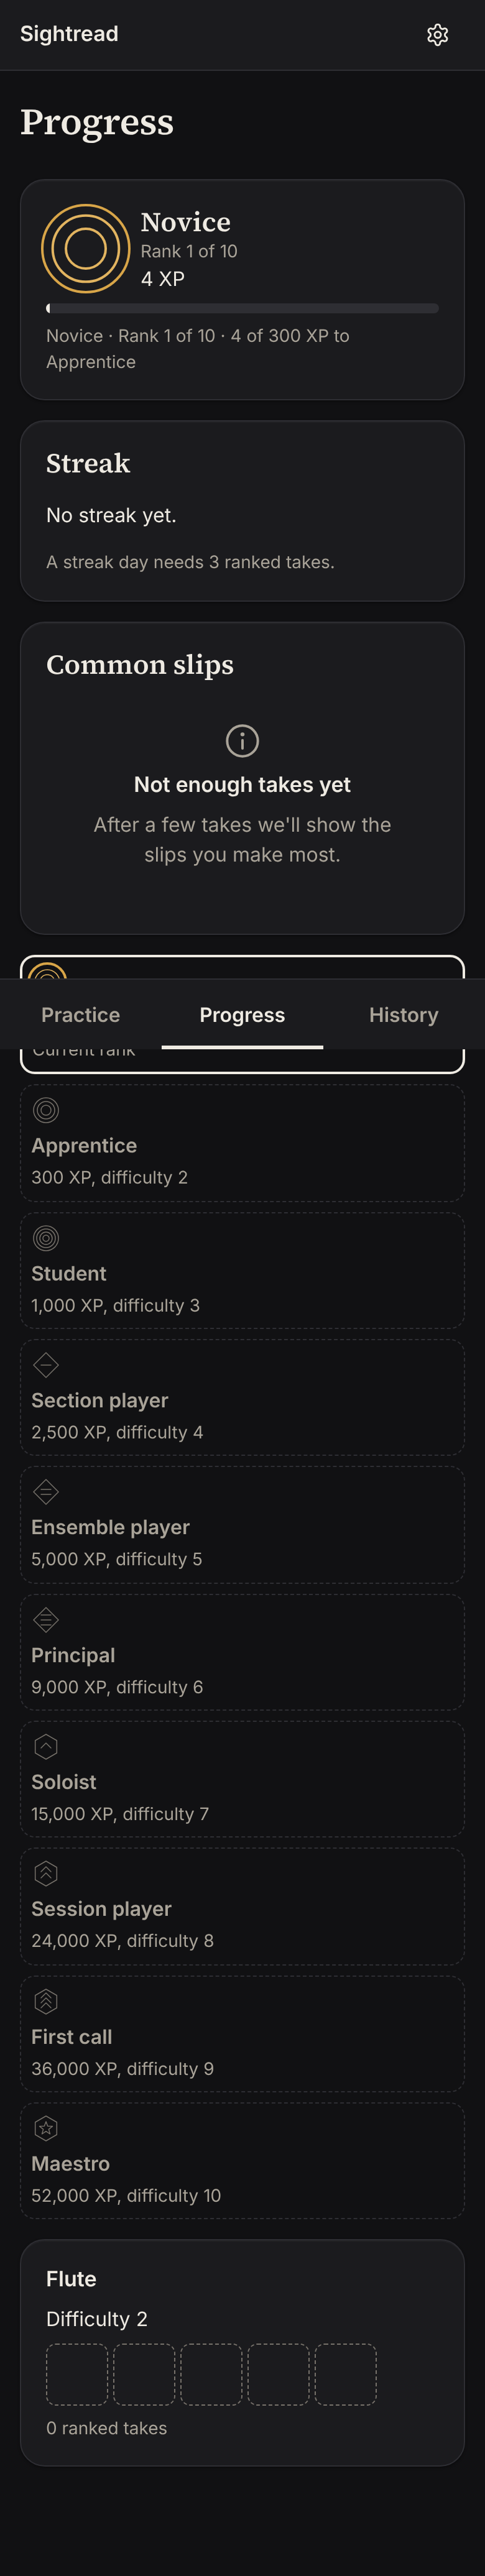 Sightread
Progress
Novice
Rank 1 of 10
4 XP
Novice · Rank 1 of 10 · 4 of 300 XP to
Apprentice
Streak
No streak yet.
A streak day needs 3 ranked takes.
Common slips
Not enough takes yet
After a few takes we'll show the
slips you make most.
Practice
Progress
History
Current rank
Apprentice
300 XP, difficulty 2
Student
1,000 XP, difficulty 3
Section player
2,500 XP, difficulty 4
Ensemble player
5,000 XP, difficulty 5
Principal
9,000 XP, difficulty 6
Soloist
15,000 XP, difficulty 7
Session player
24,000 XP, difficulty 8
First call
36,000 XP, difficulty 9
Maestro
52,000 XP, difficulty 10
Flute
Difficulty 2
0 ranked takes